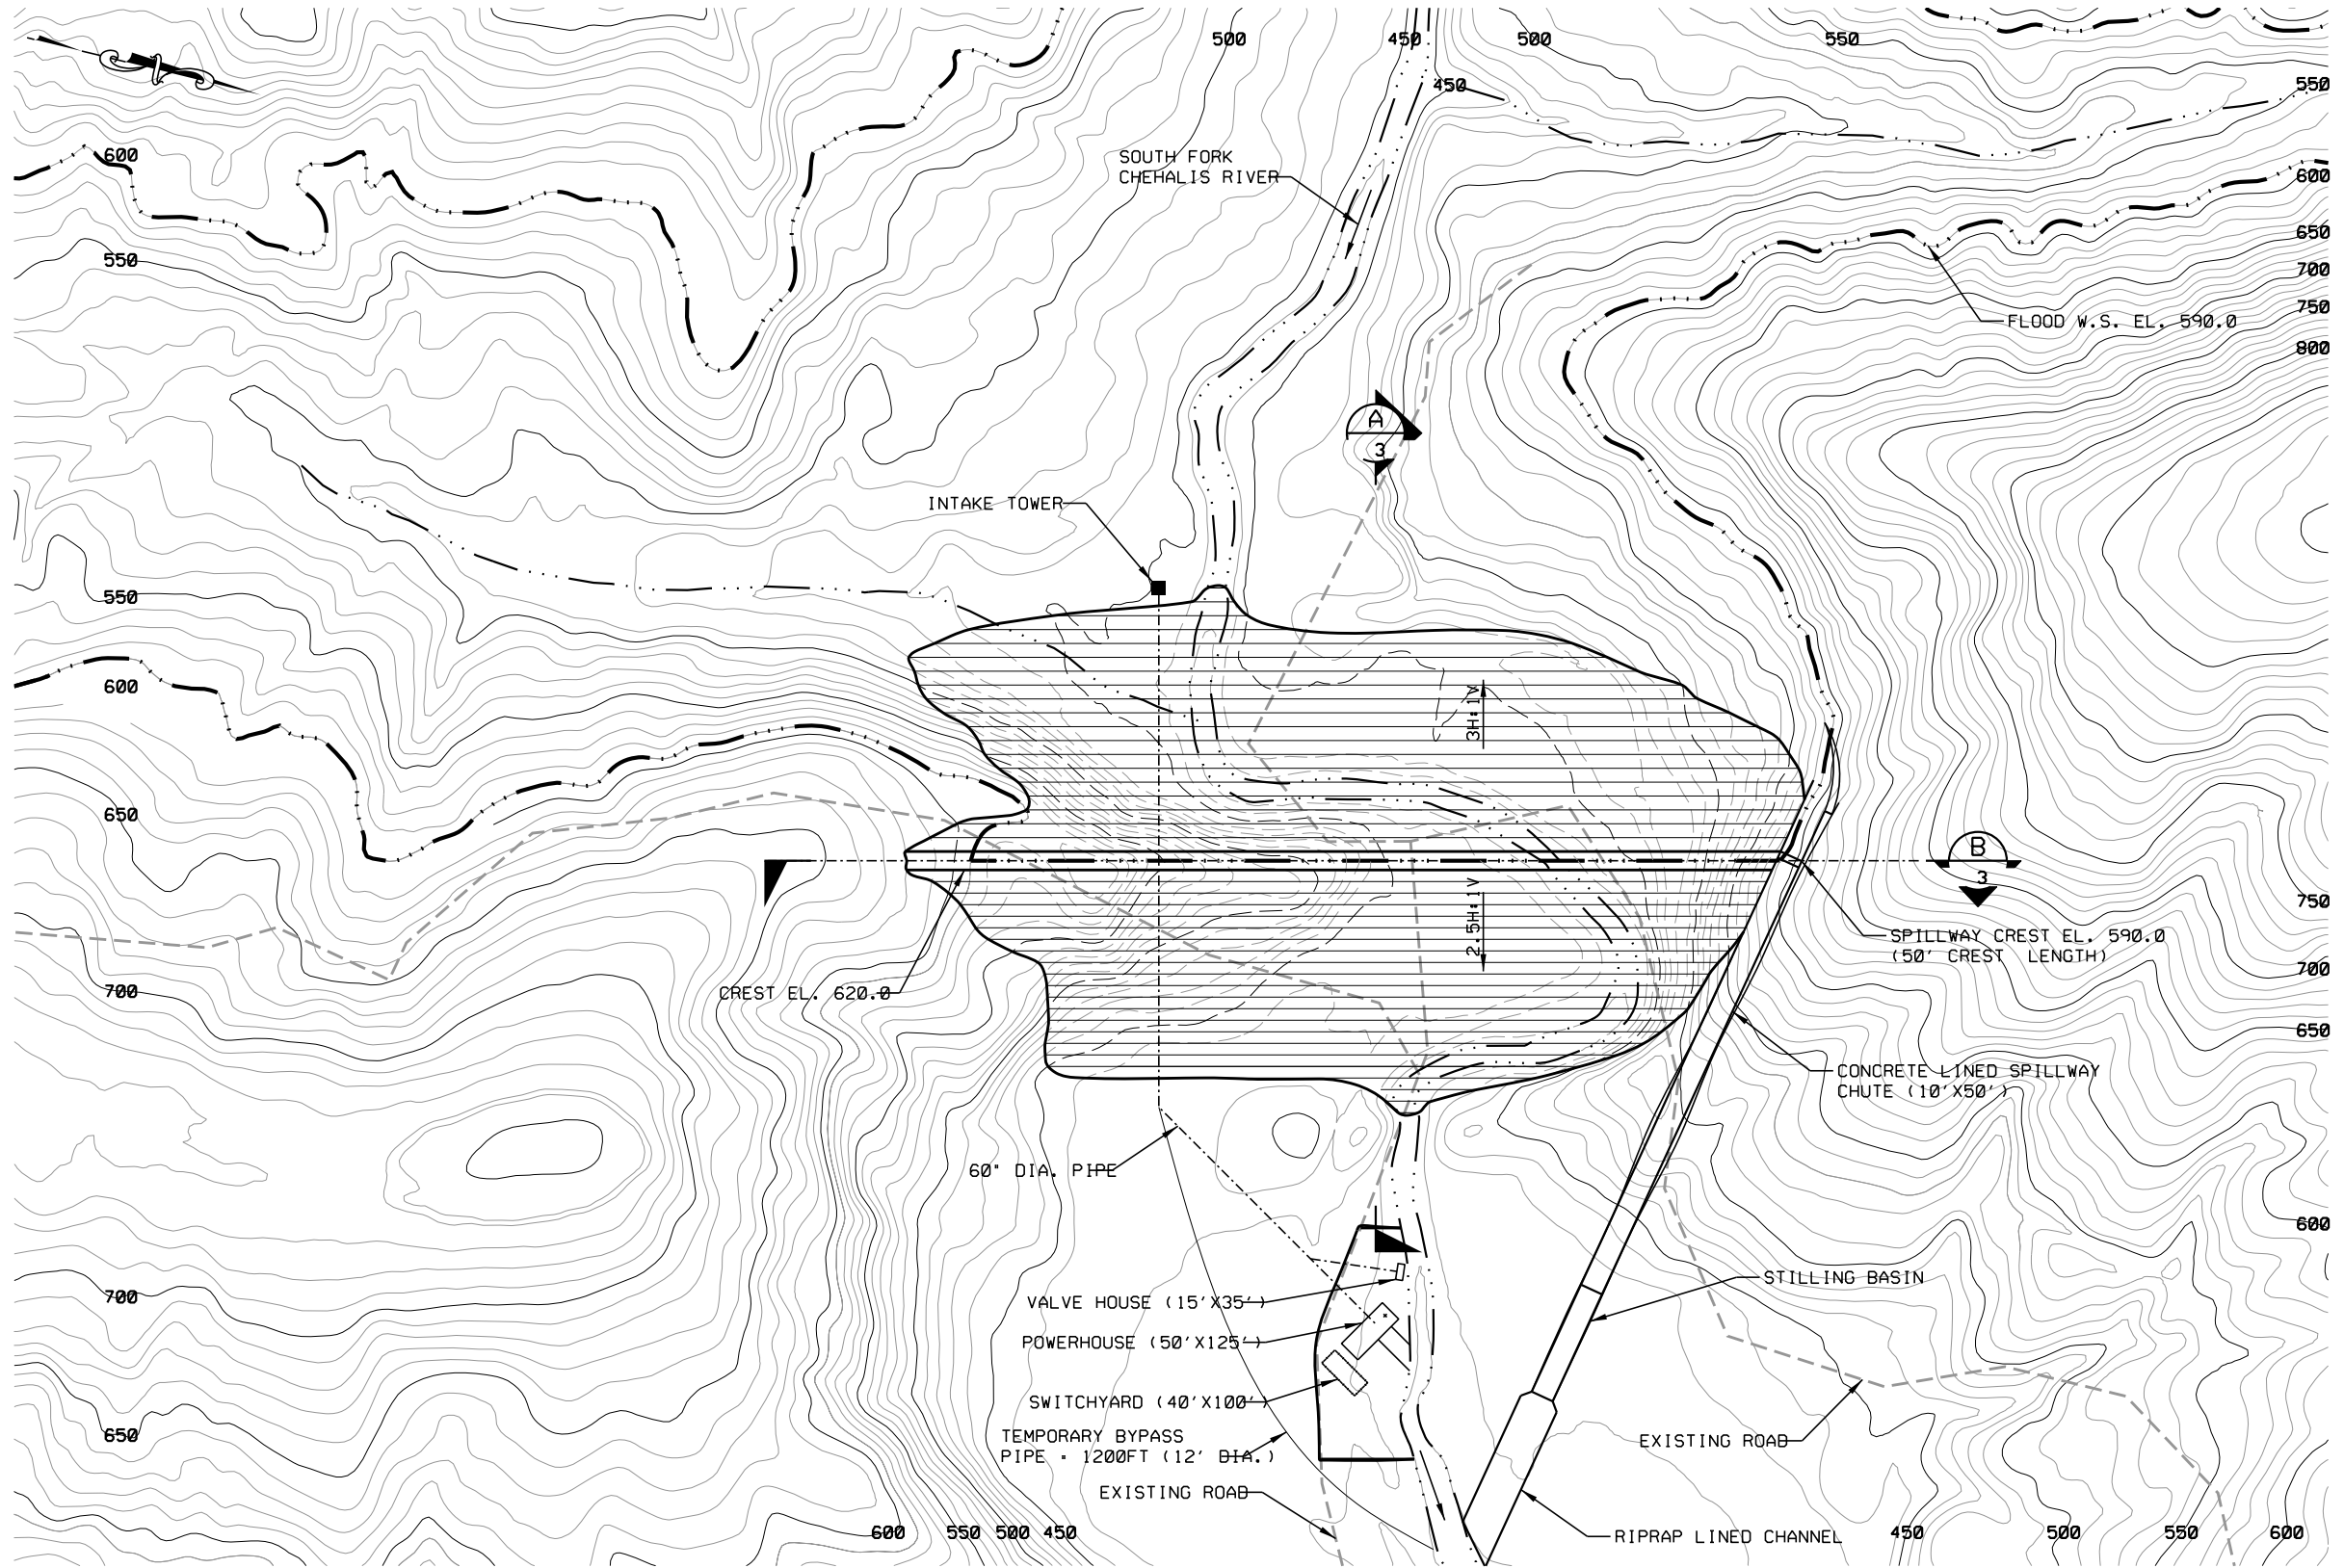 500
450
500
550
450
550
SOUTH FORK
CHEHALIS RIVER
600
600
650
550
700
750
FLOOD W.S. EL. 590.0
800
A
3
INTAKE TOWER
550
600
3H:1V
650
B
3
2.5H:1V
750
SPILLWAY CREST EL. 590.0
(50' CREST LENGTH)
700
CREST EL. 620.0
700
650
CONCRETE LINED SPILLWAY
CHUTE (10'X50')
60" DIA. PIPE
600
STILLING BASIN
700
VALVE HOUSE (15'X35')
POWERHOUSE (50'X125')
SWITCHYARD (40'X100')
650
TEMPORARY BYPASS
PIPE = 1200FT (12' DIA.)
EXISTING ROAD
EXISTING ROAD
600
550
500
450
RIPRAP LINED CHANNEL
450
500
550
600